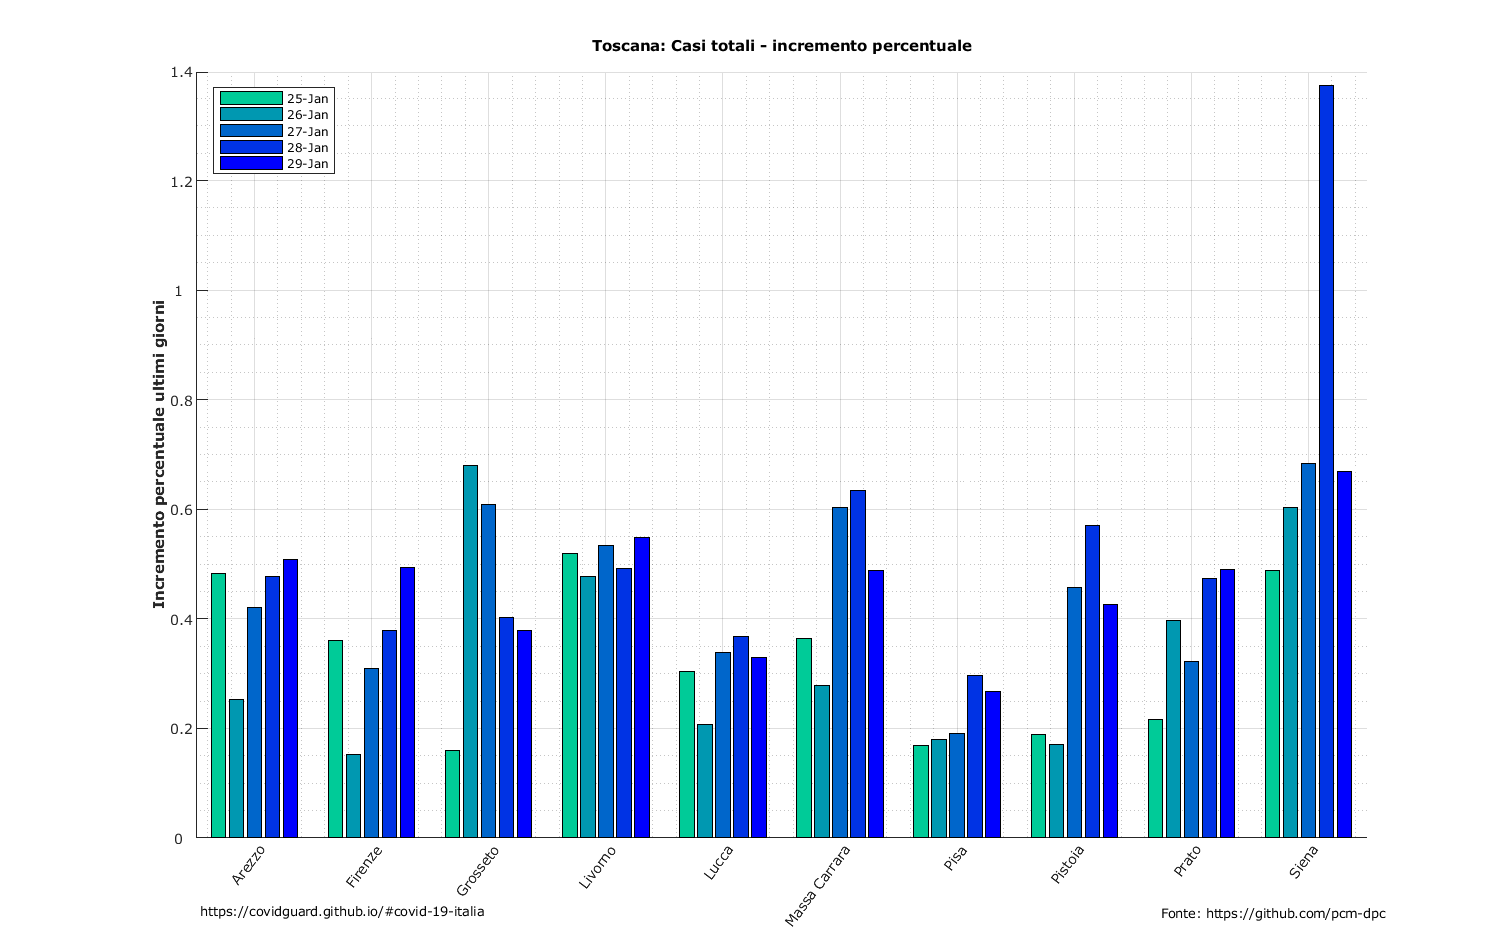 Toscana: Casi totali - incremento percentuale
Incremento percentuale ultimi giorni
1.4
1.2
1
0.8
0.6
0.4
0.2
0
25-Jan
26-Jan
27-Jan
28-Jan
29-Jan
Arezzo
Firenze
Grosseto
Livorno
Lucca
Massa Carrara
Pisa
Pistoia
Prato
Siena
https://covidguard.github.io/#covid-19-italia
Fonte: https://github.com/pcm-dpc